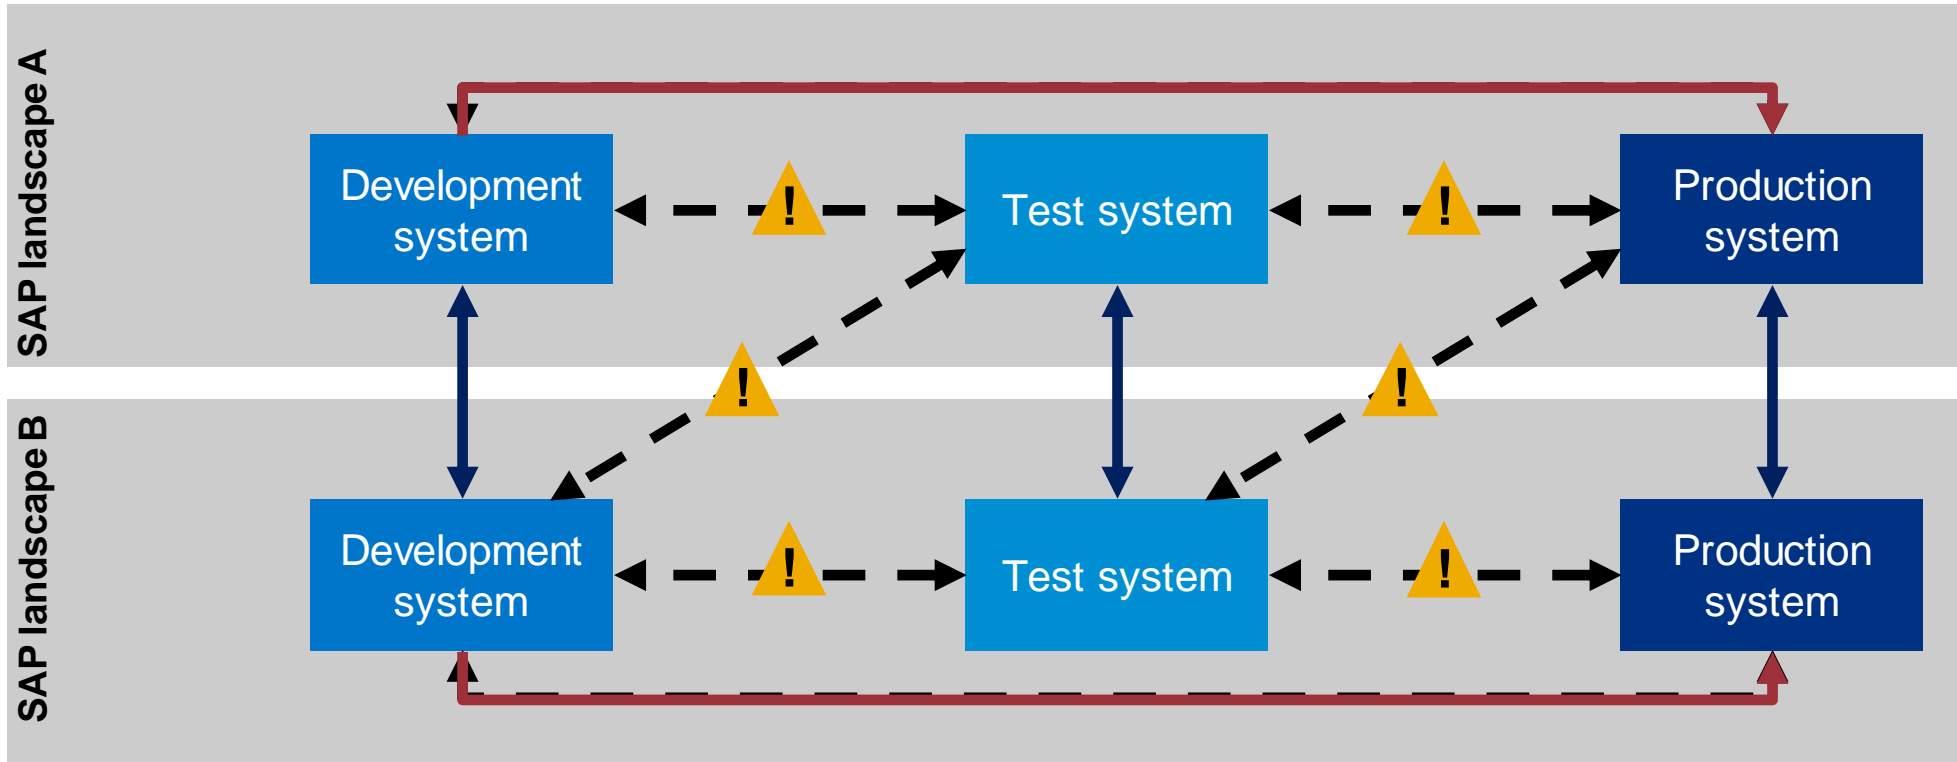 SAP landscape A
Development
system
!
Test system
!
Production
system
!
!
SAP landscape B
Development
system
!
Test system
!
Production
system